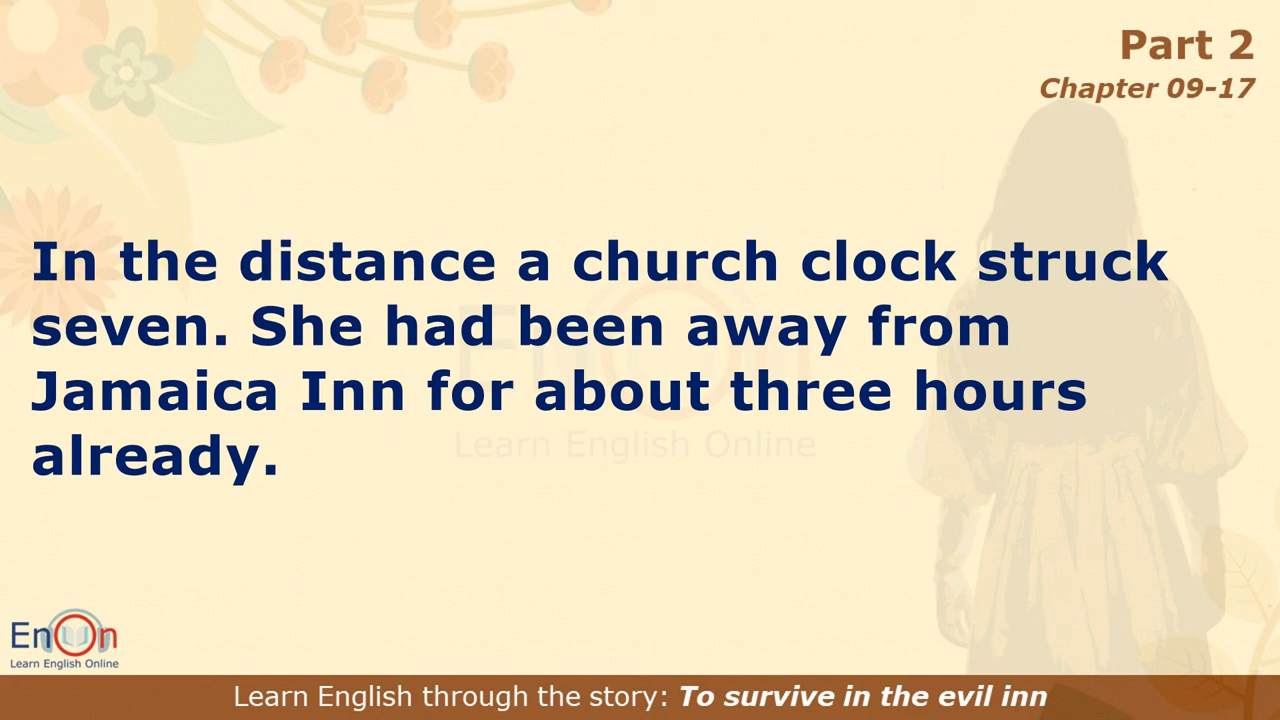 Part 2
Chapter 09-17
In the distance a church clock struck
seven. She had been away from
Jamaica Inn for about three hours
already.
EnOn
Learn English Online
EnOn
Learn English Online
Learn English through the story: To survive in the evil inn